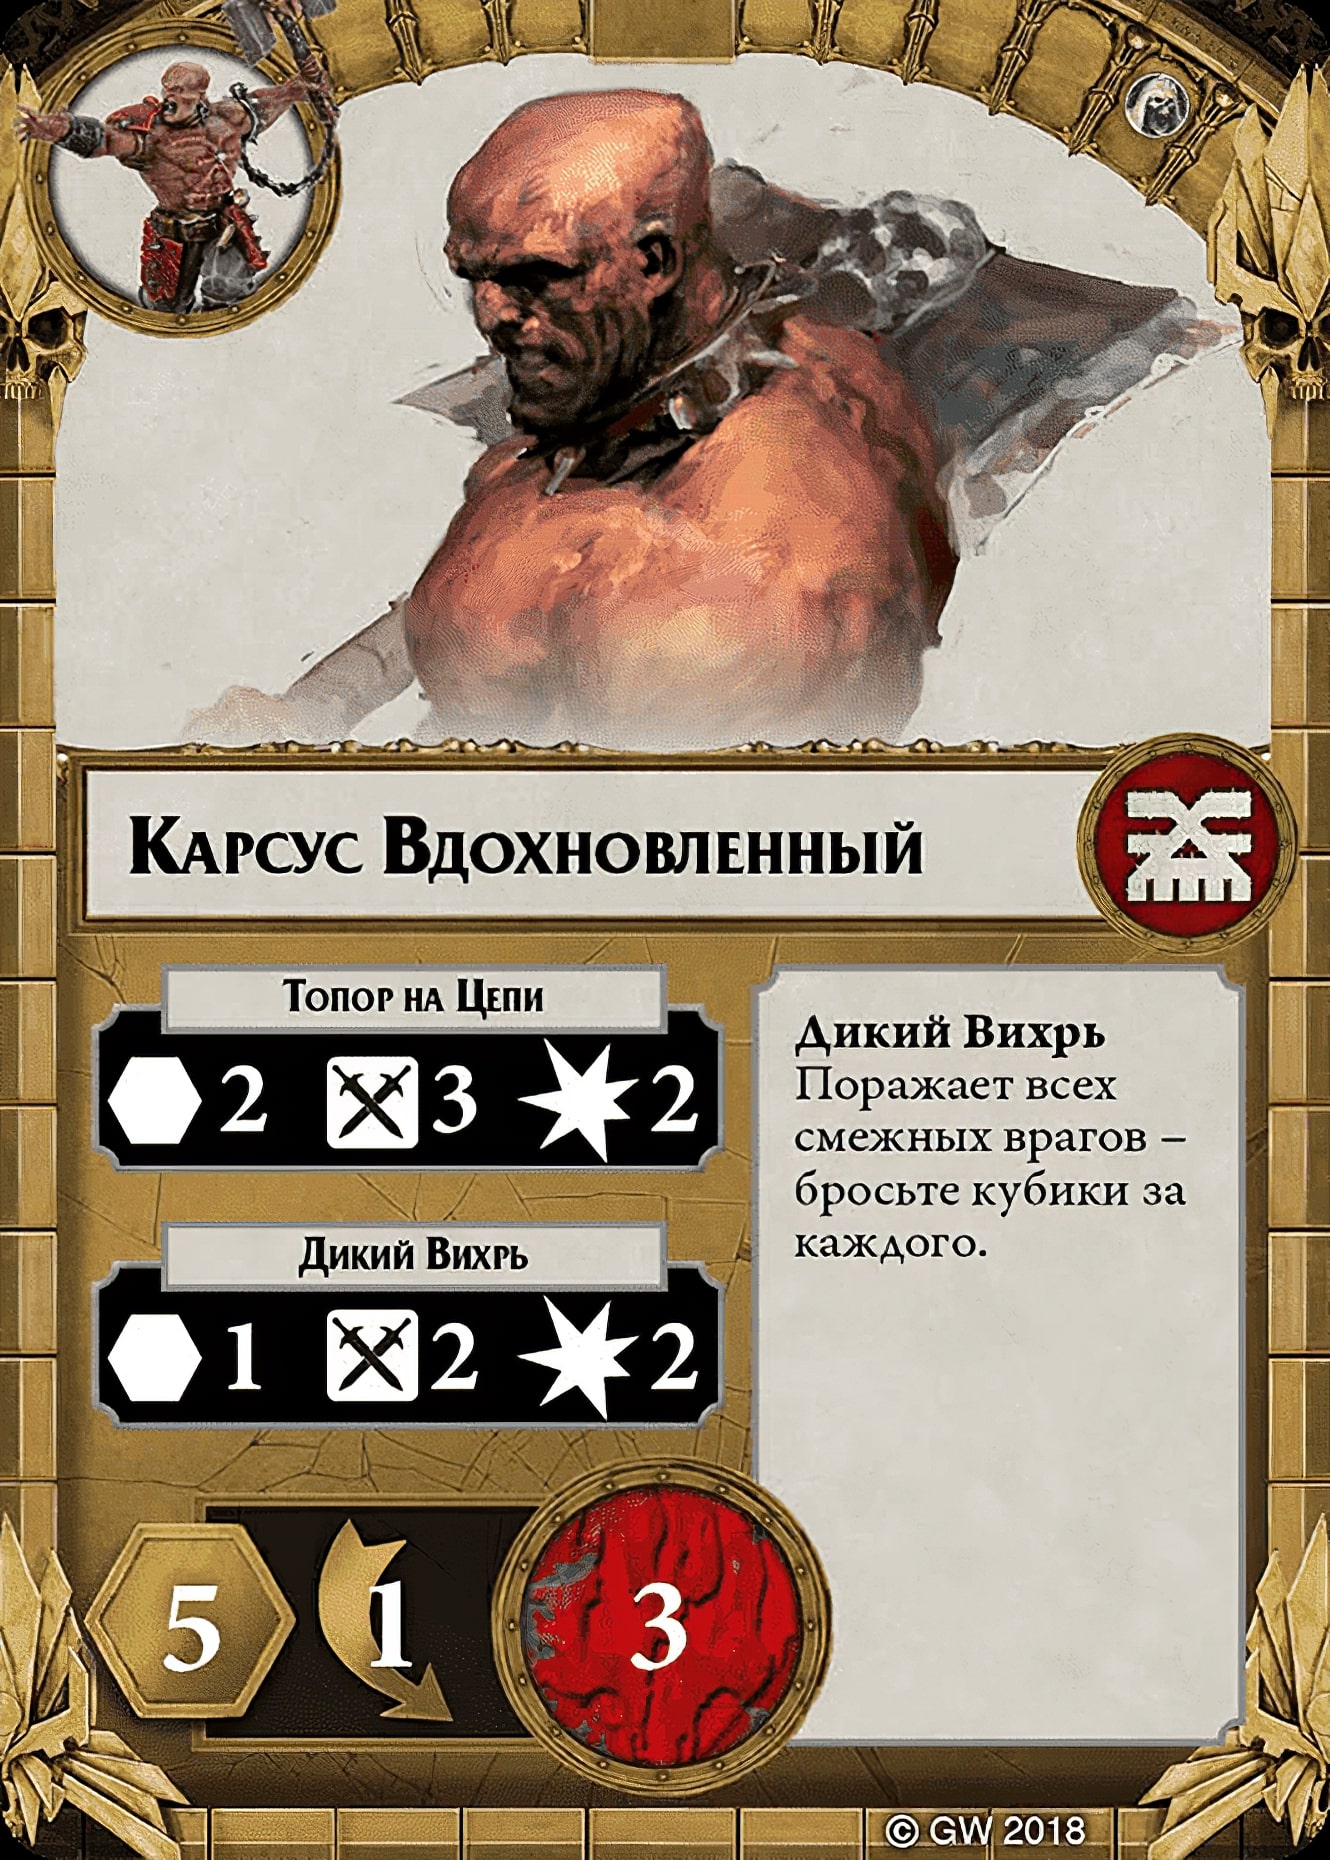 Карсус Вдохновленный
Топор на Цепи
2 3 2
Дикий Вихрь
1 2 2
5 1 3
Дикий Вихрь
Поражает всех
смежных врагов –
бросьте кубики за
каждого.
© GW 2018